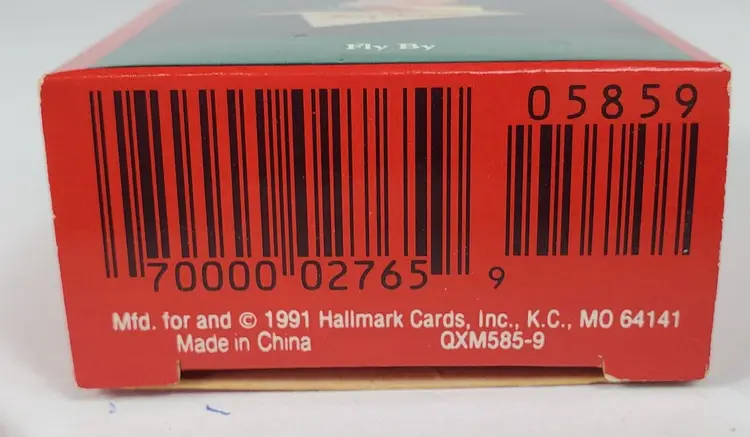 Fly By
05859
70000 02765 9
Mfd. for and © 1991 Hallmark Cards, Inc., K.C., MO 64141
Made in China QXM585-9